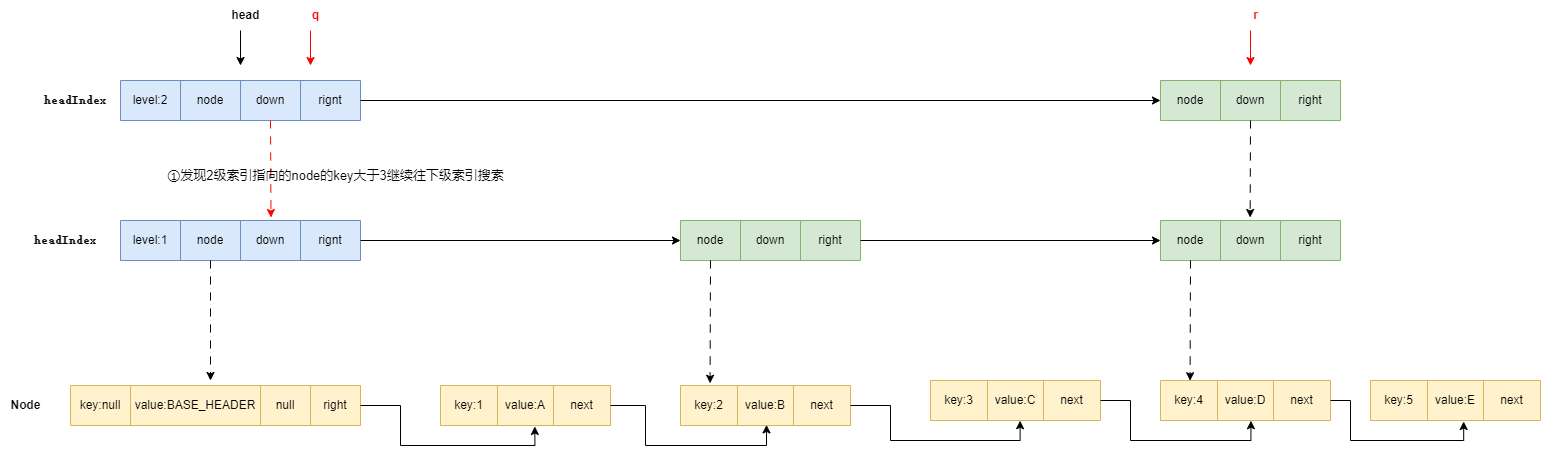 head q r
headIndex level:2 node down rignt node down right
①发现2级索引指向的node的key大于3继续往下级索引搜索
headIndex level:1 node down rignt node down right node down right
Node key:null value:BASE_HEADER null right key:1 value:A next key:2 value:B next key:3 value:C next key:4 value:D next key:5 value:E next